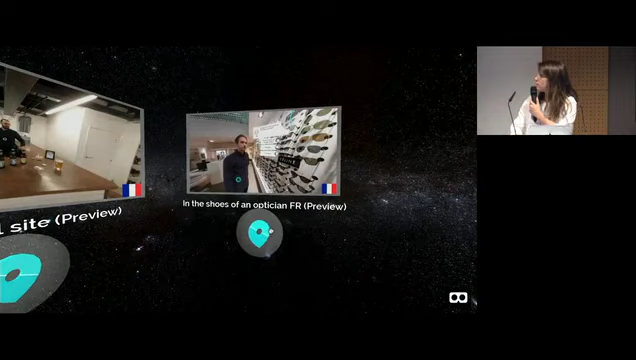 l site (Preview)
In the shoes of an optician FR (Preview)